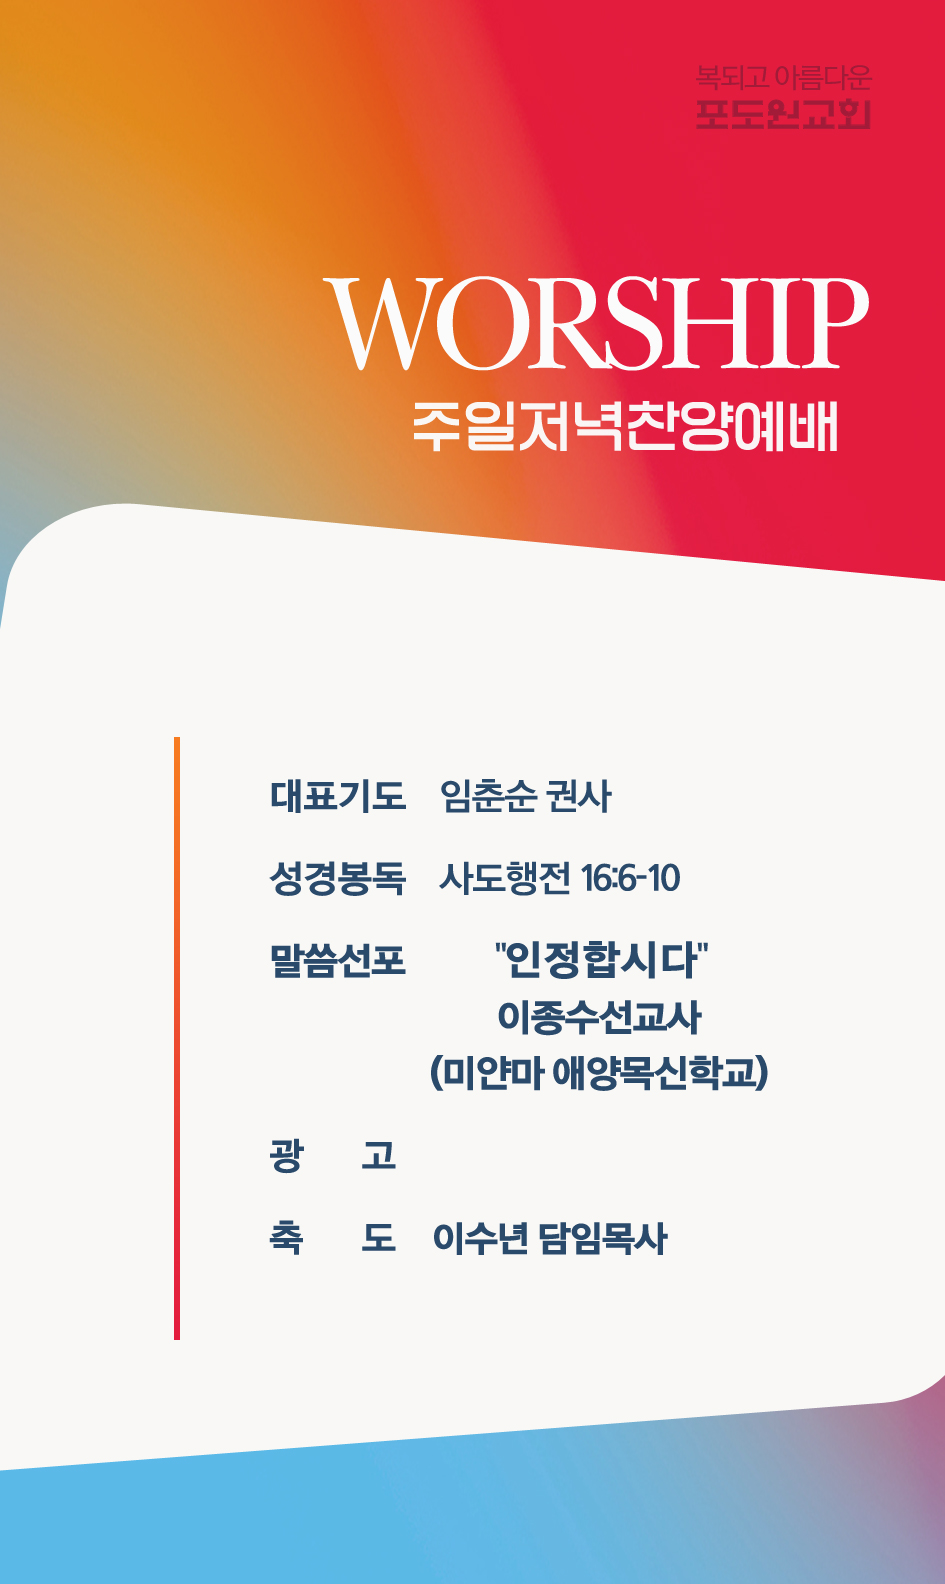 복되고 아름다운
포도원교회
WORSHIP
주일저녁찬양예배
대표기도 임춘순 권사
성경봉독 사도행전 16:6-10
말씀선포 "인정합시다"
이종수선교사
(미얀마 애양목신학교)
광 고
축 도 이수년 담임목사